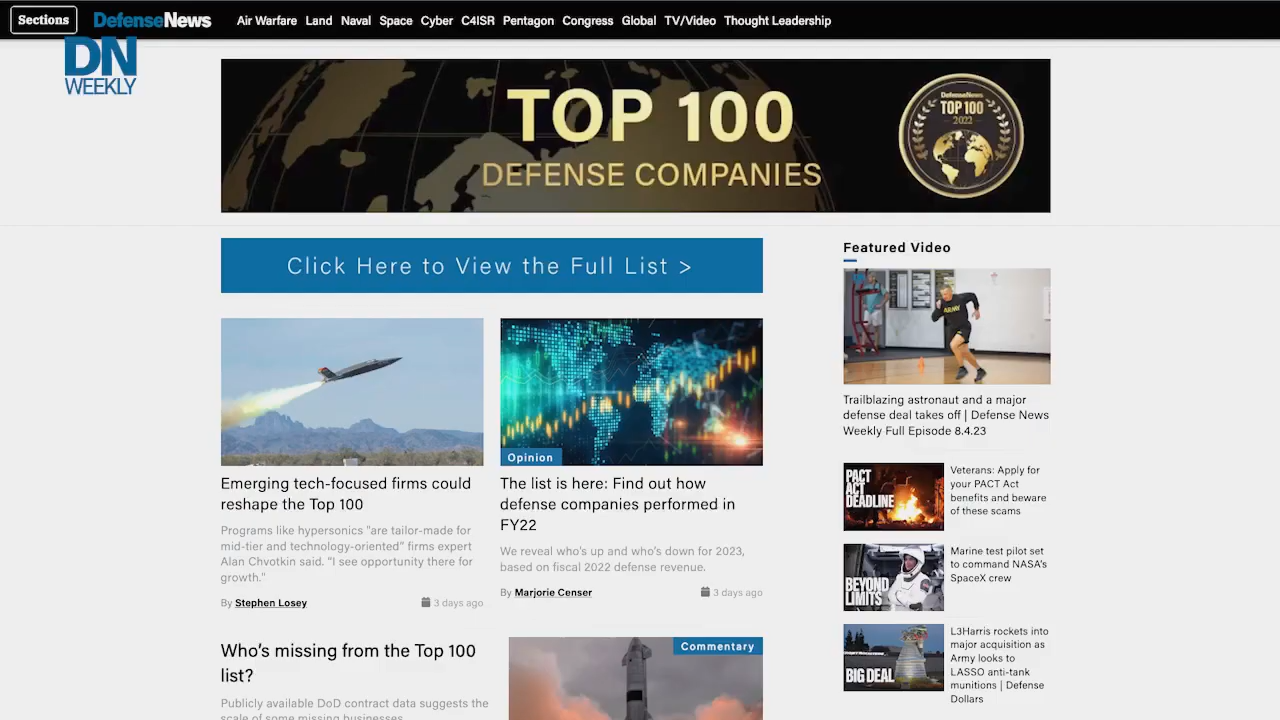 Sections
DefenseNews
Air Warfare Land Naval Space Cyber C4ISR Pentagon Congress Global TV/Video Thought Leadership
DN
WEEKLY
TOP 100
DEFENSE COMPANIES
DefenseNews
TOP 100
2022
Click Here to View the Full List >
Emerging tech-focused firms could
reshape the Top 100
Programs like hypersonics "are tailor-made for
mid-tier and technology-oriented" firms expert
Alan Chvotkin said. "I see opportunity there for
growth."
By Stephen Losey
3 days ago
Opinion
The list is here: Find out how
defense companies performed in
FY22
We reveal who's up and who's down for 2023,
based on fiscal 2022 defense revenue.
By Marjorie Censer
3 days ago
Who's missing from the Top 100
list?
Publicly available DoD contract data suggests the
scale of some missing businesses
Commentary
Featured Video
ARMY
Trailblazing astronaut and a major
defense deal takes off | Defense News
Weekly Full Episode 8.4.23
PACT
ACT
DEADLINE
Veterans: Apply for
your PACT Act
benefits and beware
of these scams
BEYOND
LIMITS
Marine test pilot set
to command NASA's
SpaceX crew
BIG DEAL
L3Harris rockets into
major acquisition as
Army looks to
LASSO anti-tank
munitions | Defense
Dollars